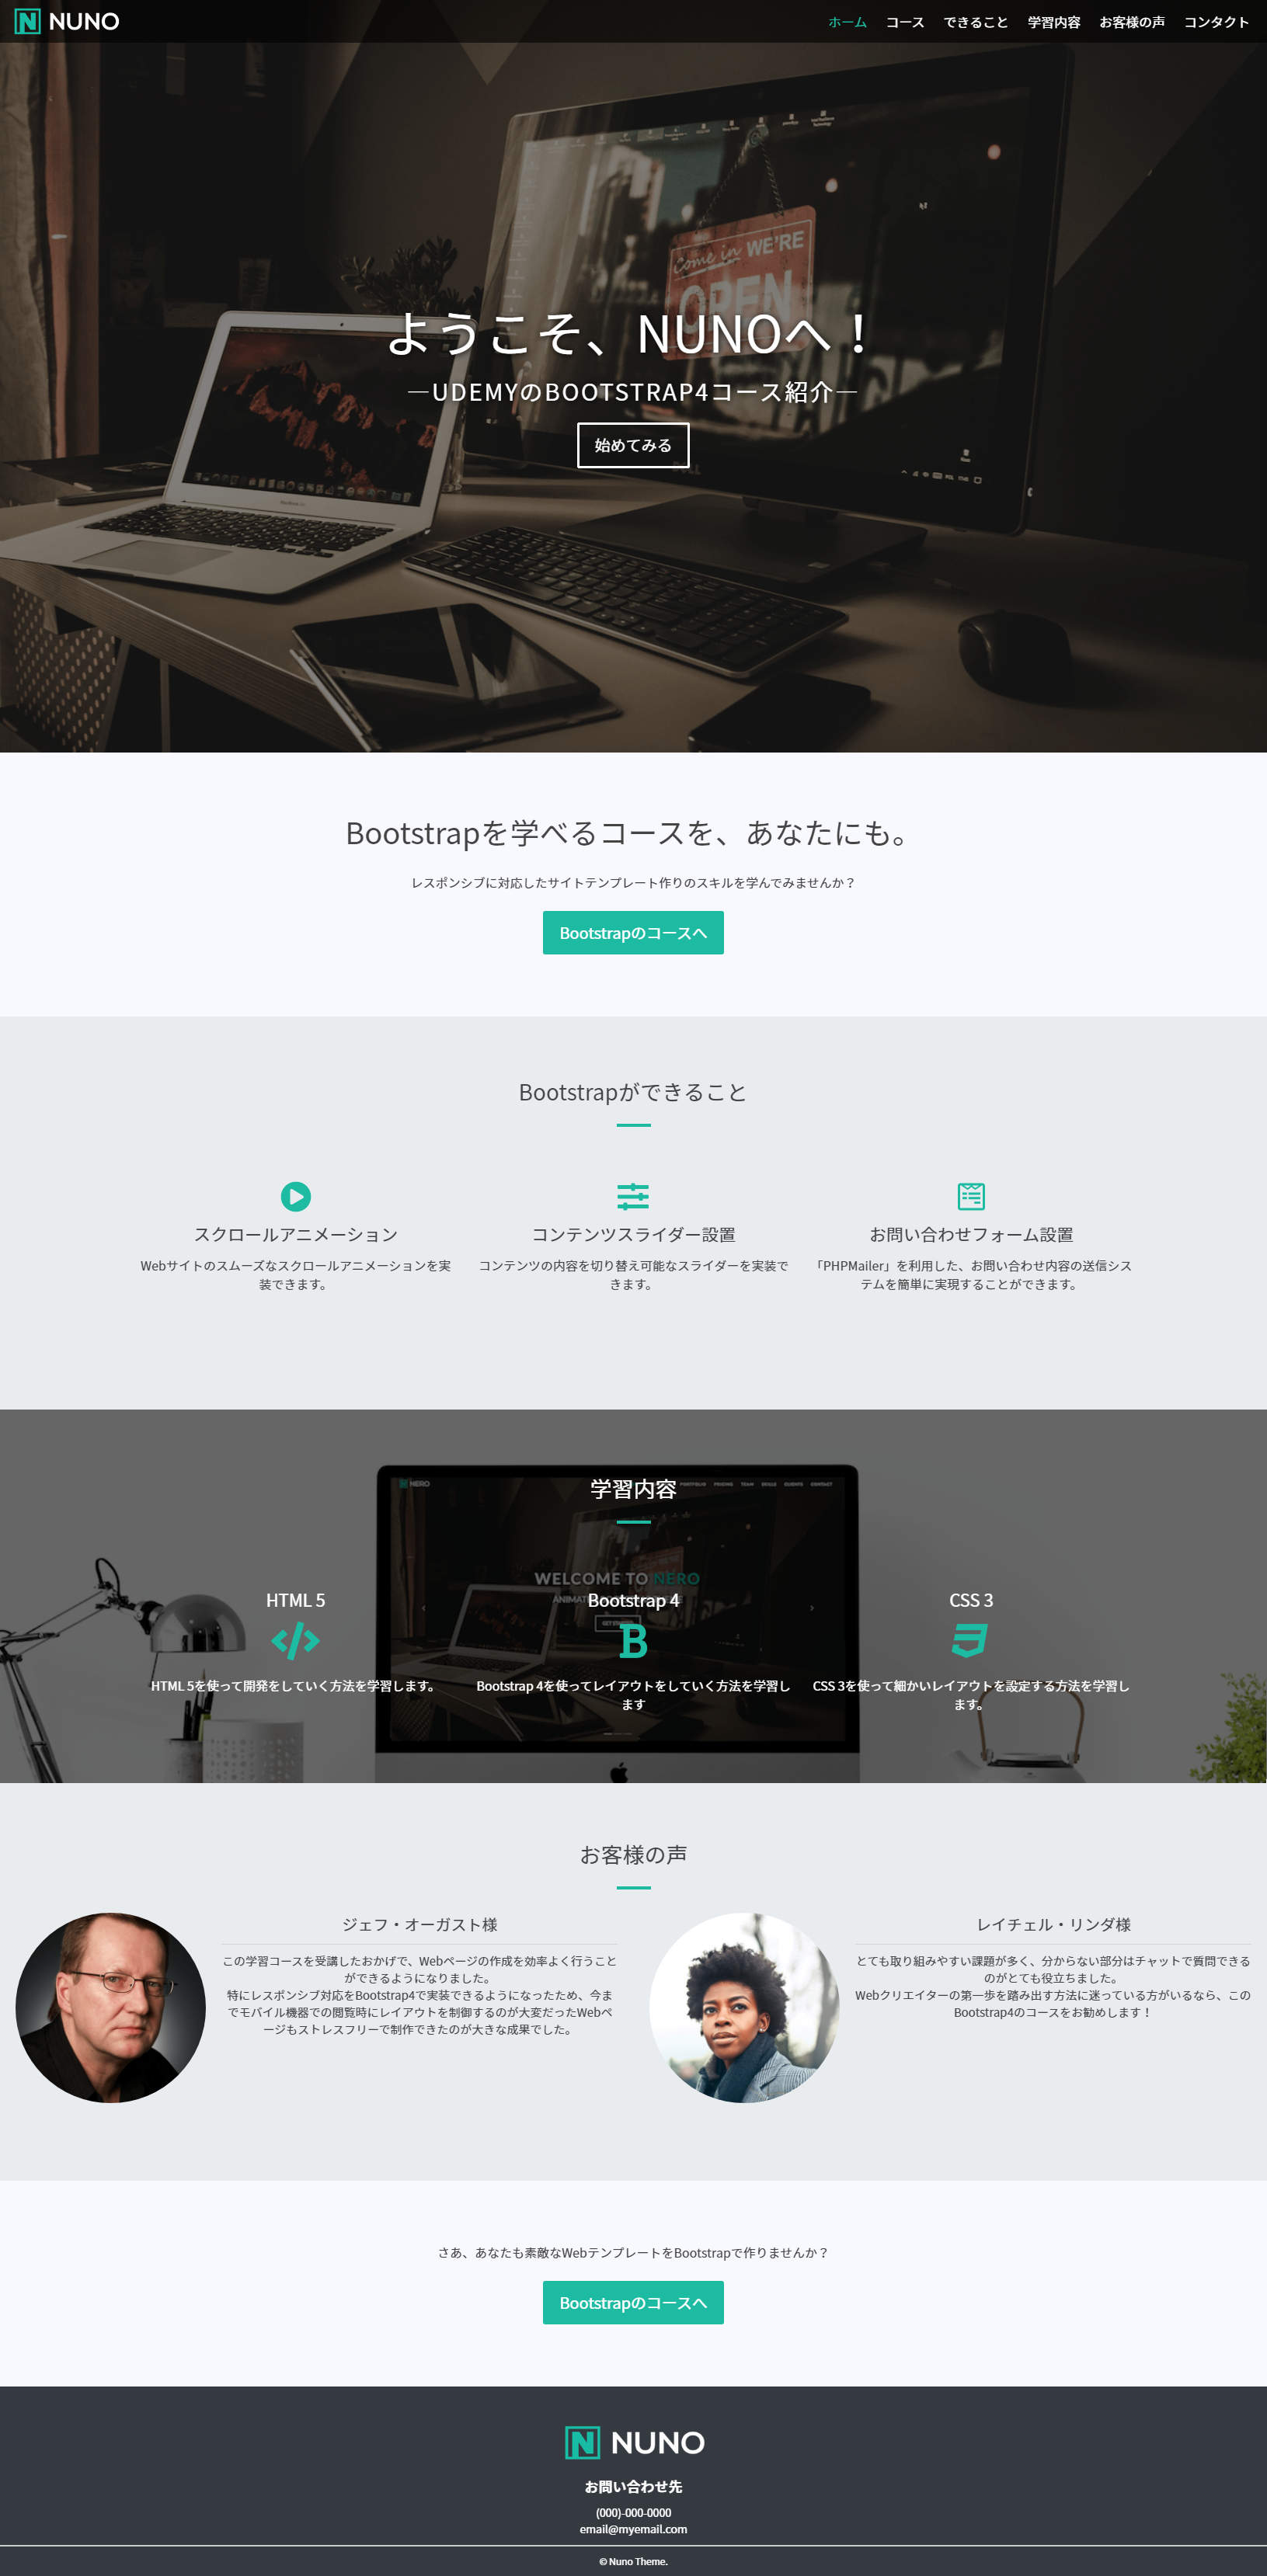 NUNO
ホーム コース できること 学習内容 お客様の声 コンタクト
come in WE'RE
OPEN
ようこそ、NUNOへ！
―UDEMYのBOOTSTRAP4コース紹介―
始めてみる
Bootstrapを学べるコースを、あなたにも。
レスポンシブに対応したサイトテンプレート作りのスキルを学んでみませんか？
Bootstrapのコースへ
Bootstrapができること
スクロールアニメーション
Webサイトのスムーズなスクロールアニメーションを実
装できます。
コンテンツスライダー設置
コンテンツの内容を切り替え可能なスライダーを実装で
きます。
お問い合わせフォーム設置
「PHPMailer」を利用した、お問い合わせ内容の送信シス
テムを簡単に実現することができます。
NERO
PORTFOLIO PRICING TEAM SKILLS CLIENTS CONTACT
学習内容
WELCOME TO NERO
HTML 5
HTML 5を使って開発をしていく方法を学習します。
Bootstrap 4
Bootstrap 4を使ってレイアウトをしていく方法を学習し
ます
CSS 3
CSS 3を使って細かいレイアウトを設定する方法を学習し
ます。
お客様の声
ジェフ・オーガスト様
この学習コースを受講したおかげで、Webページの作成を効率よく行うこと
ができるようになりました。
特にレスポンシブ対応をBootstrap4で実装できるようになったため、今ま
でモバイル機器での閲覧時にレイアウトを制御するのが大変だったWebペ
ージもストレスフリーで制作できたのが大きな成果でした。
レイチェル・リンダ様
とても取り組みやすい課題が多く、分からない部分はチャットで質問できる
のがとても役立ちました。
Webクリエイターの第一歩を踏み出す方法に迷っている方がいるなら、この
Bootstrap4のコースをお勧めします！
さあ、あなたも素敵なWebテンプレートをBootstrapで作りませんか？
Bootstrapのコースへ
NUNO
お問い合わせ先
(000)-000-0000
email@myemail.com
© Nuno Theme.